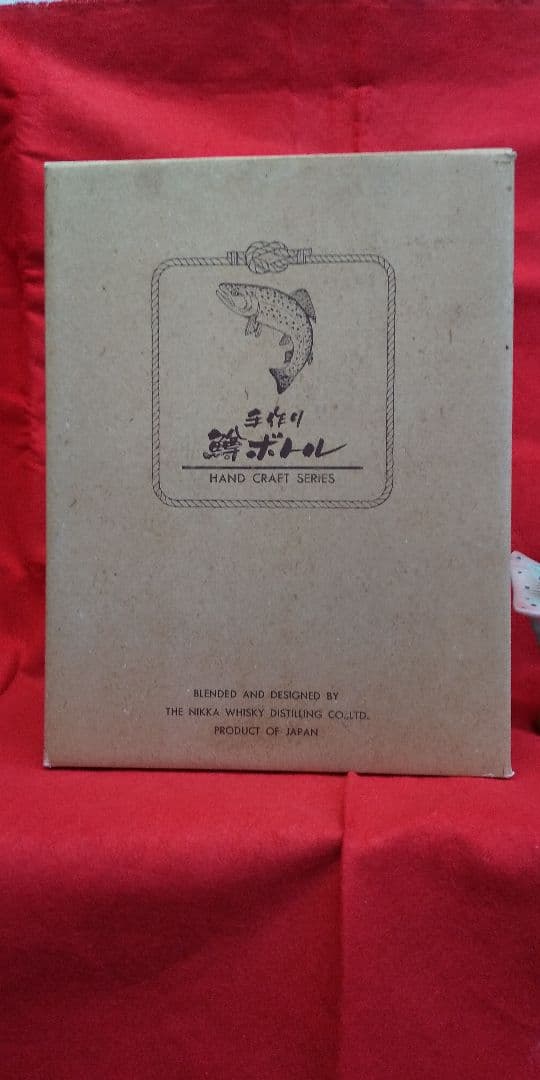 手作り
鱒ボトル
HAND CRAFT SERIES
BLENDED AND DESIGNED BY
THE NIKKA WHISKY DISTILLING CO.,LTD.
PRODUCT OF JAPAN